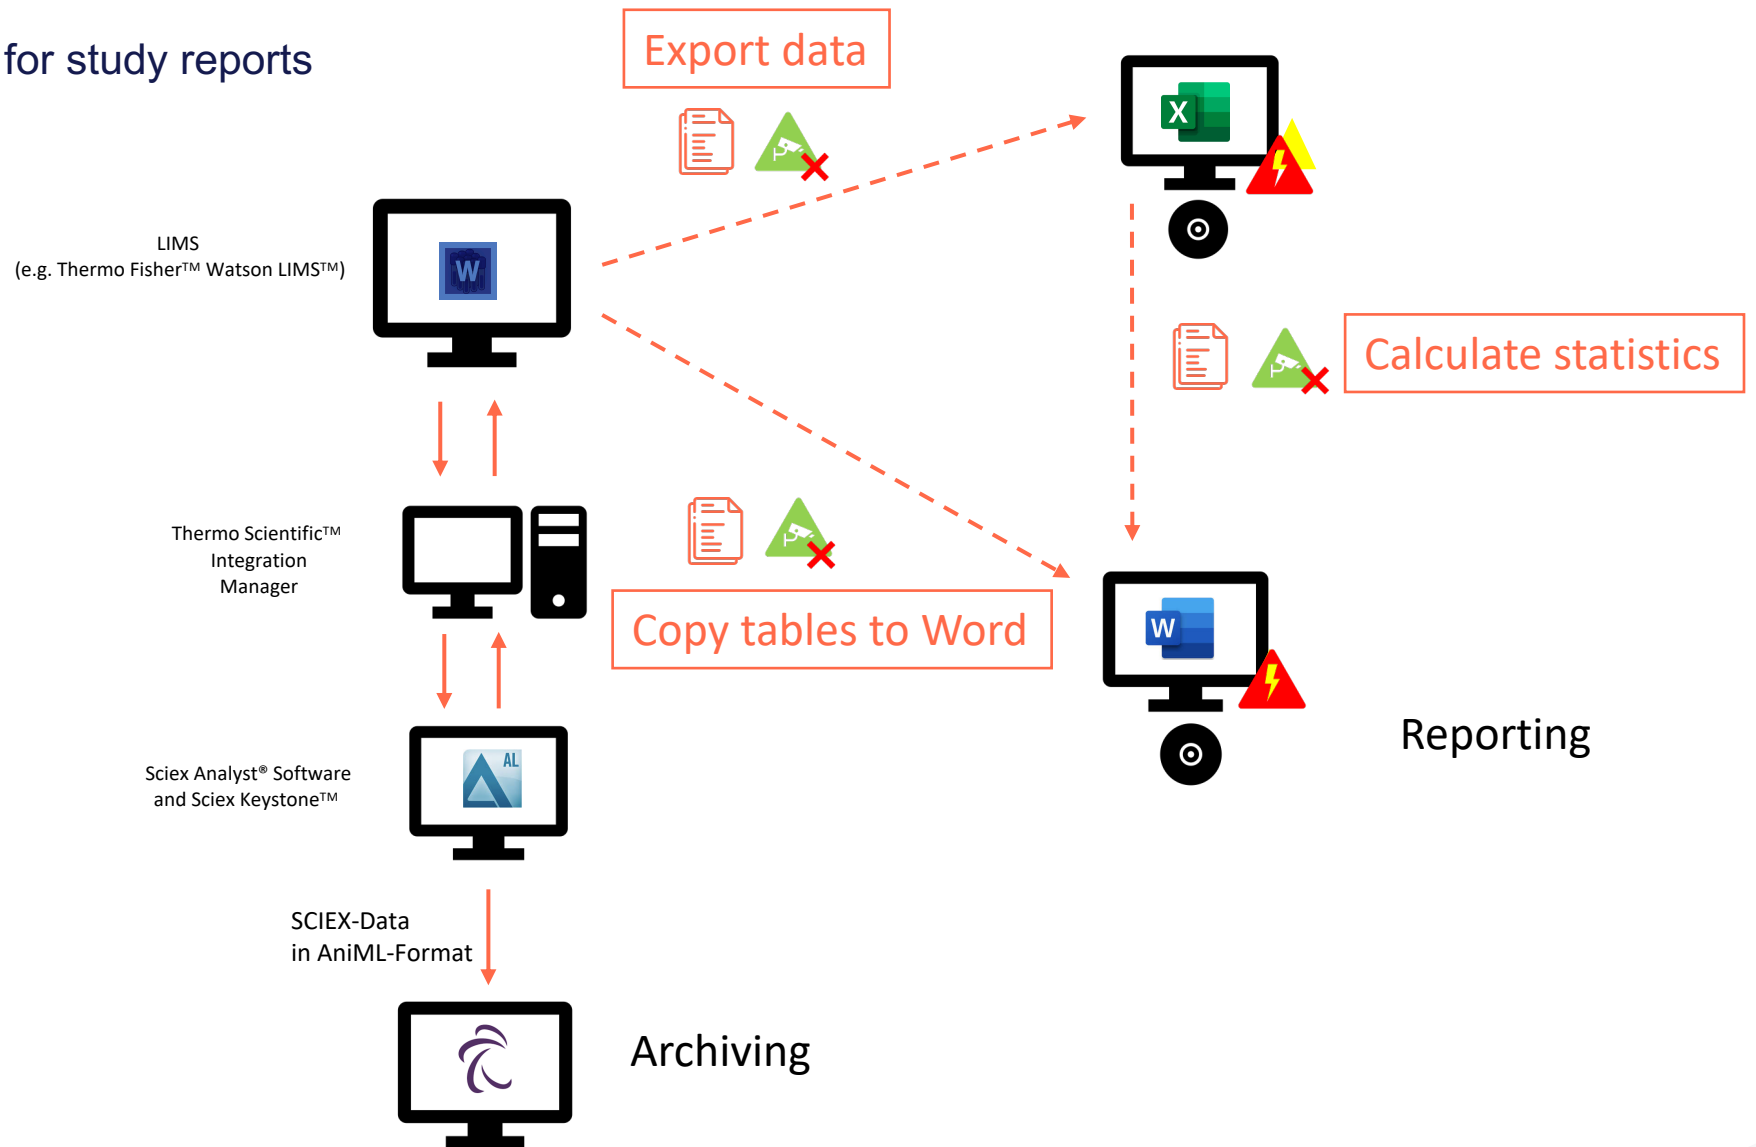 for study reports
Export data
X
LIMS
(e.g. Thermo Fisher™ Watson LIMS™)
W
Calculate statistics
Thermo Scientific™
Integration
Manager
Copy tables to Word
W
Reporting
Sciex Analyst® Software
and Sciex Keystone™
AL
SCIEX-Data
in AniML-Format
Archiving